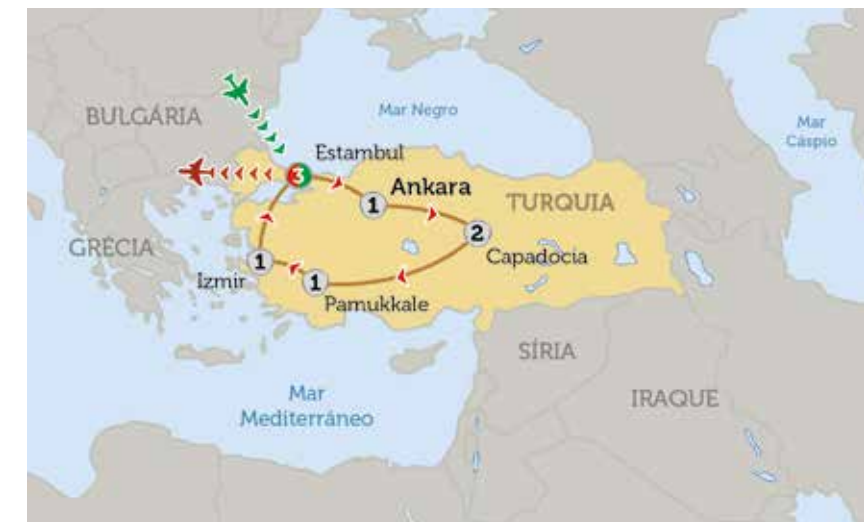 BULGÁRIA
Mar Negro
Mar
Cáspio
Estambul
3
1
Ankara
TURQUIA
2
Capadocia
GRÉCIA
Izmir
1
1
Pamukkale
SÍRIA
IRAQUE
Mar
Mediterráneo